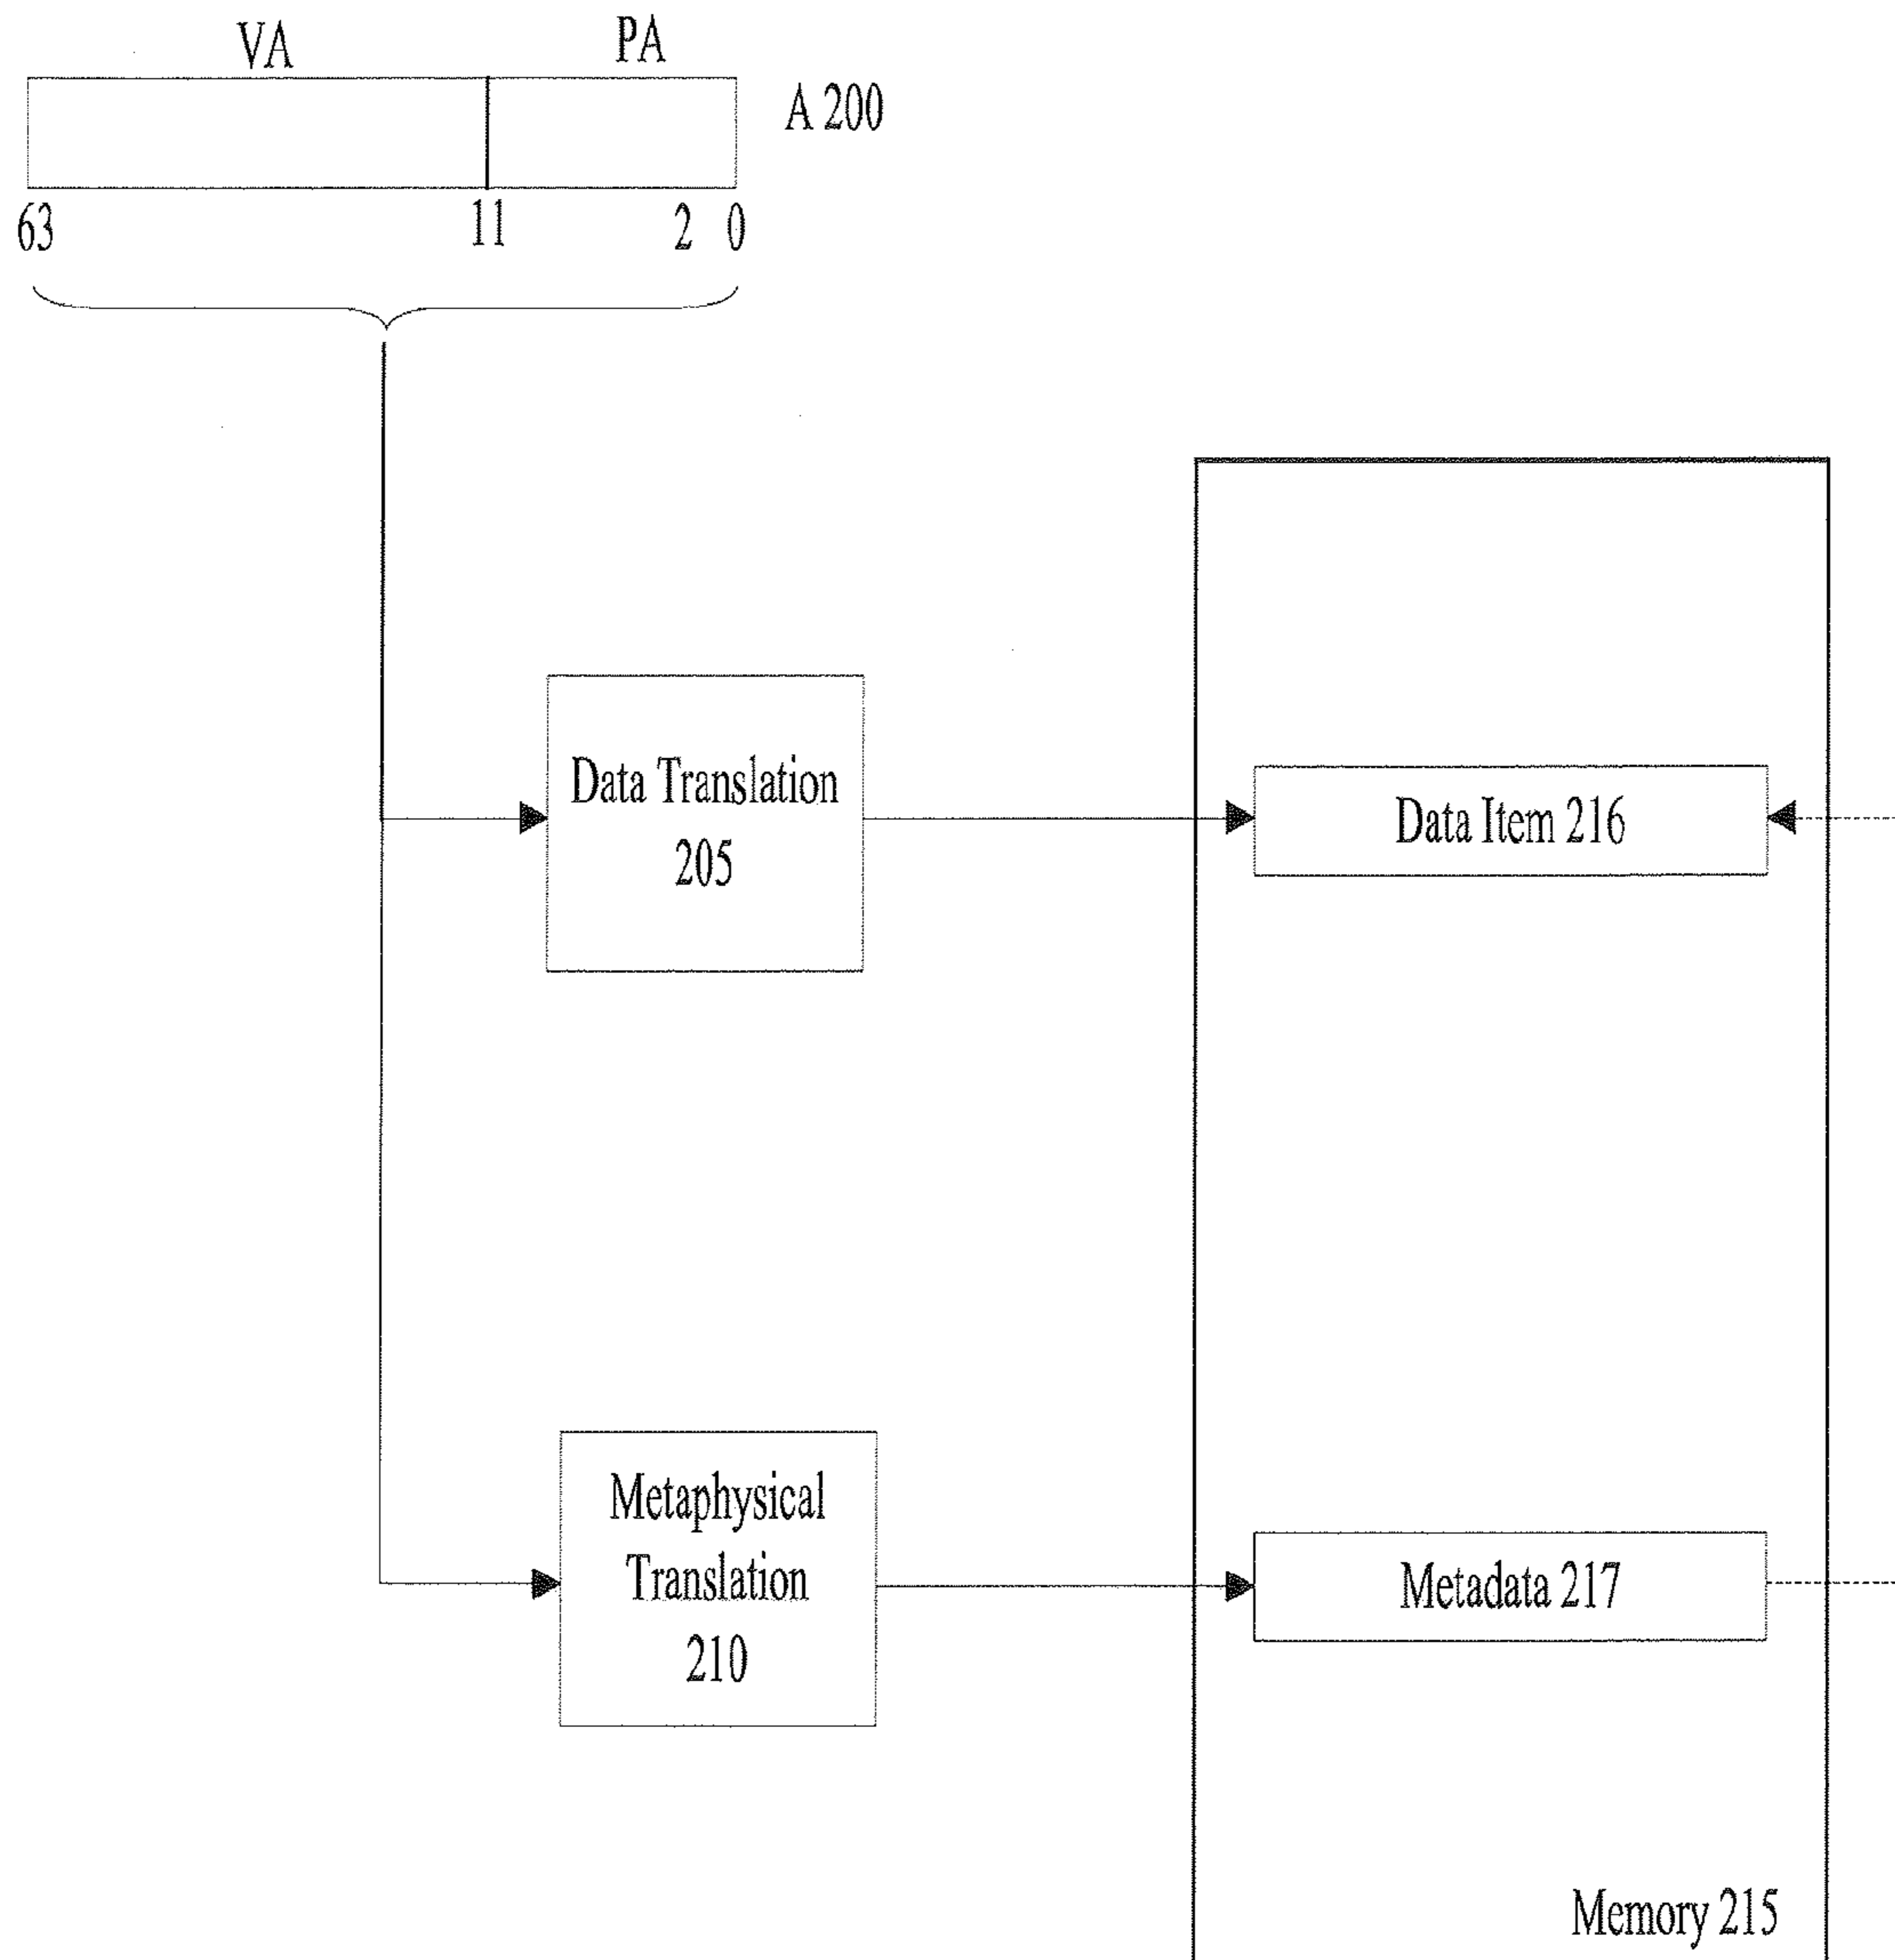 VA PA
A 200
63 11 2 0
Data Translation
205
Data Item 216
Metaphysical
Translation
210
Metadata 217
Memory 215